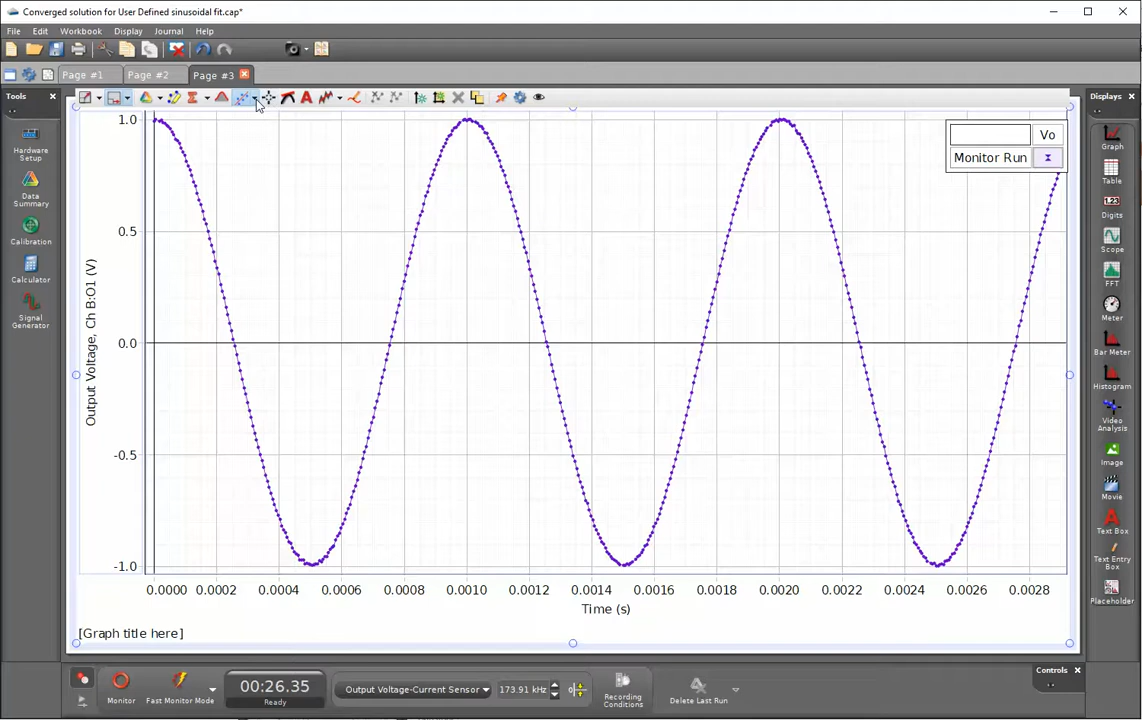 Converged solution for User Defined sinusoidal fit.cap*
File Edit Workbook Display Journal Help
Page #1 Page #2 Page #3
Tools
Hardware
Setup
Data
Summary
Calibration
Calculator
Signal
Generator
1.0
0.5
0.0
-0.5
-1.0
Output Voltage, Ch B:O1 (V)
Vo
Monitor Run
0.0000 0.0002 0.0004 0.0006 0.0008 0.0010 0.0012 0.0014 0.0016 0.0018 0.0020 0.0022 0.0024 0.0026 0.0028
Time (s)
[Graph title here]
Displays
Graph
Table
1.23
Digits
Scope
FFT
Meter
Bar Meter
Histogram
Video
Analysis
Image
Movie
Text Box
Text Entry
Box
Placeholder
Monitor
Fast Monitor Mode
00:26.35
Ready
Output Voltage-Current Sensor
173.91 kHz
Recording
Conditions
Delete Last Run
Controls